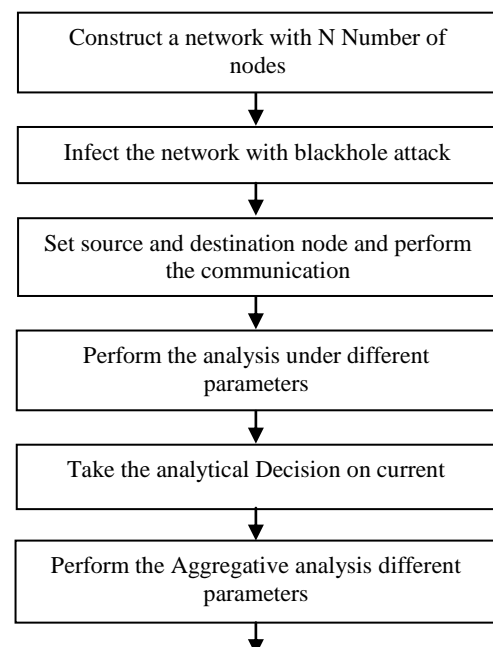 Construct a network with N Number of
nodes
Infect the network with blackhole attack
Set source and destination node and perform
the communication
Perform the analysis under different
parameters
Take the analytical Decision on current
Perform the Aggregative analysis different
parameters